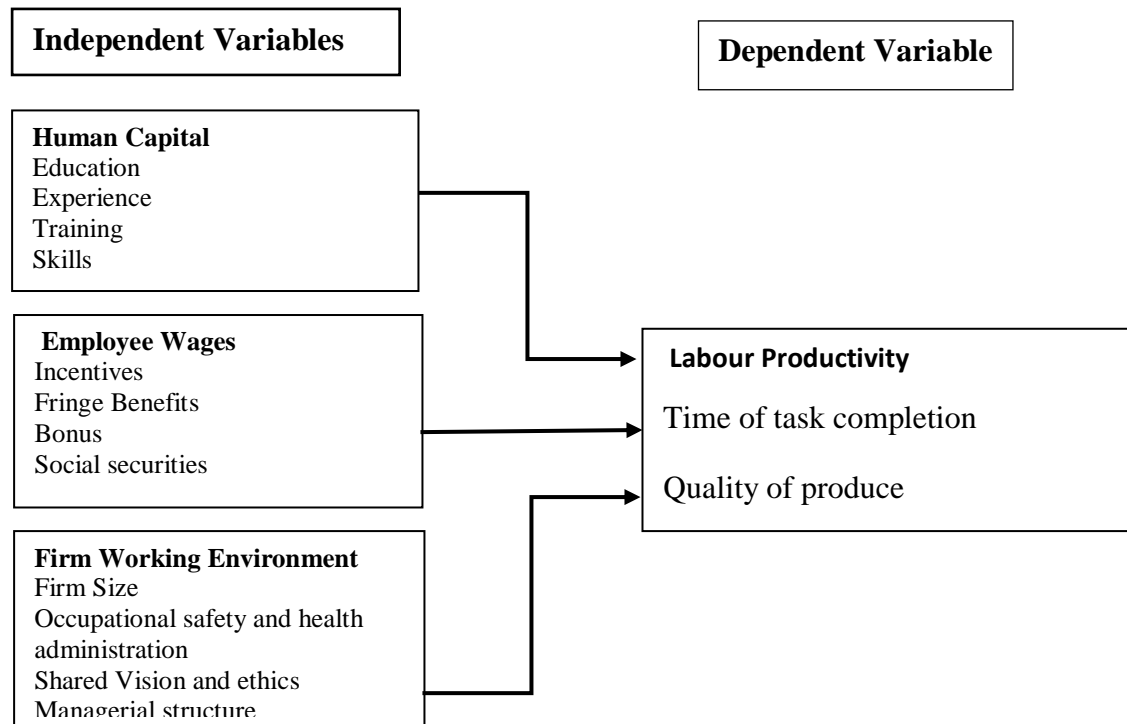 Independent Variables
Dependent Variable
Human Capital
Education
Experience
Training
Skills
Employee Wages
Incentives
Fringe Benefits
Bonus
Social securities
Labour Productivity
Time of task completion
Quality of produce
Firm Working Environment
Firm Size
Occupational safety and health
administration
Shared Vision and ethics
Managerial structure